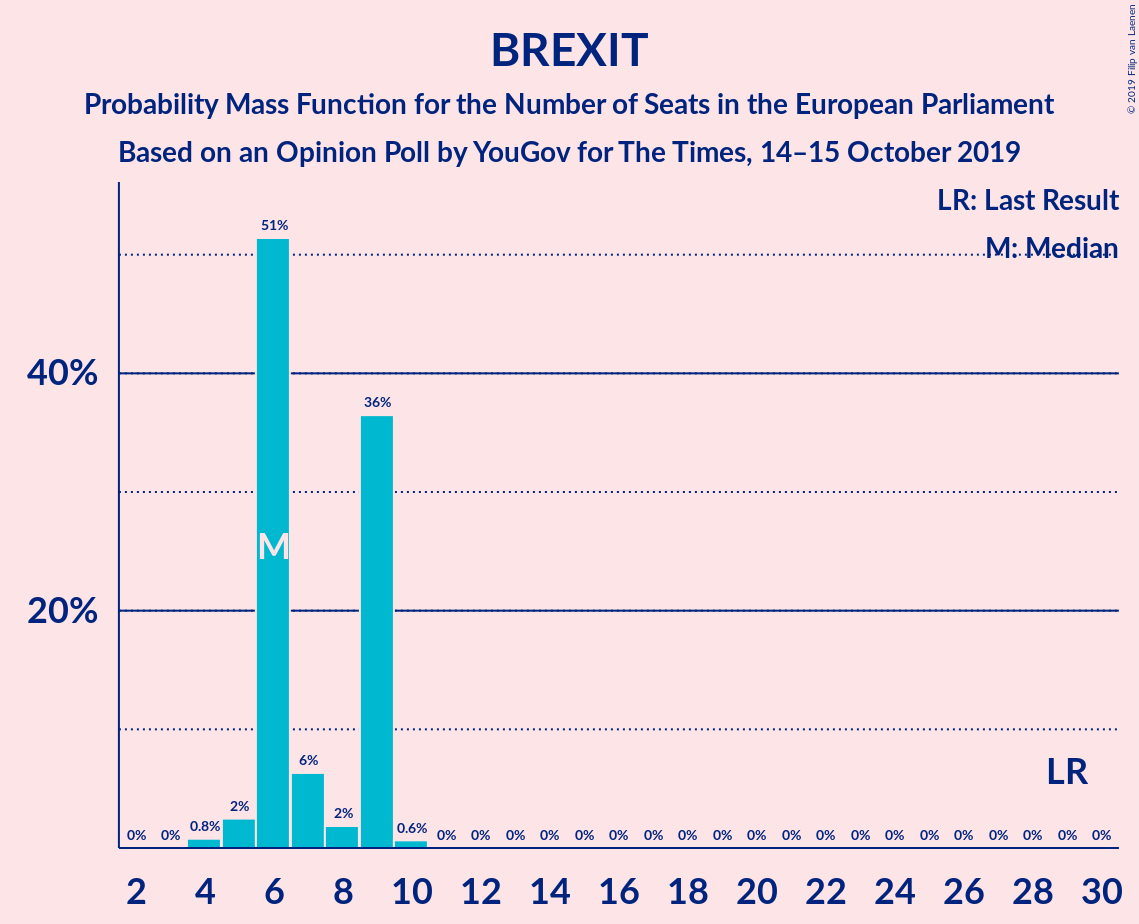 BREXIT
Probability Mass Function for the Number of Seats in the European Parliament
Based on an Opinion Poll by YouGov for The Times, 14–15 October 2019
© 2019 Filip van Laenen
LR: Last Result
M: Median
51%
40%
36%
M
20%
LR
6%
2%
0.8%
2%
0.6%
0% 0% 0% 0% 0% 0% 0% 0% 0% 0% 0% 0% 0% 0% 0% 0% 0% 0% 0% 0% 0% 0%
2 4 6 8 10 12 14 16 18 20 22 24 26 28 30